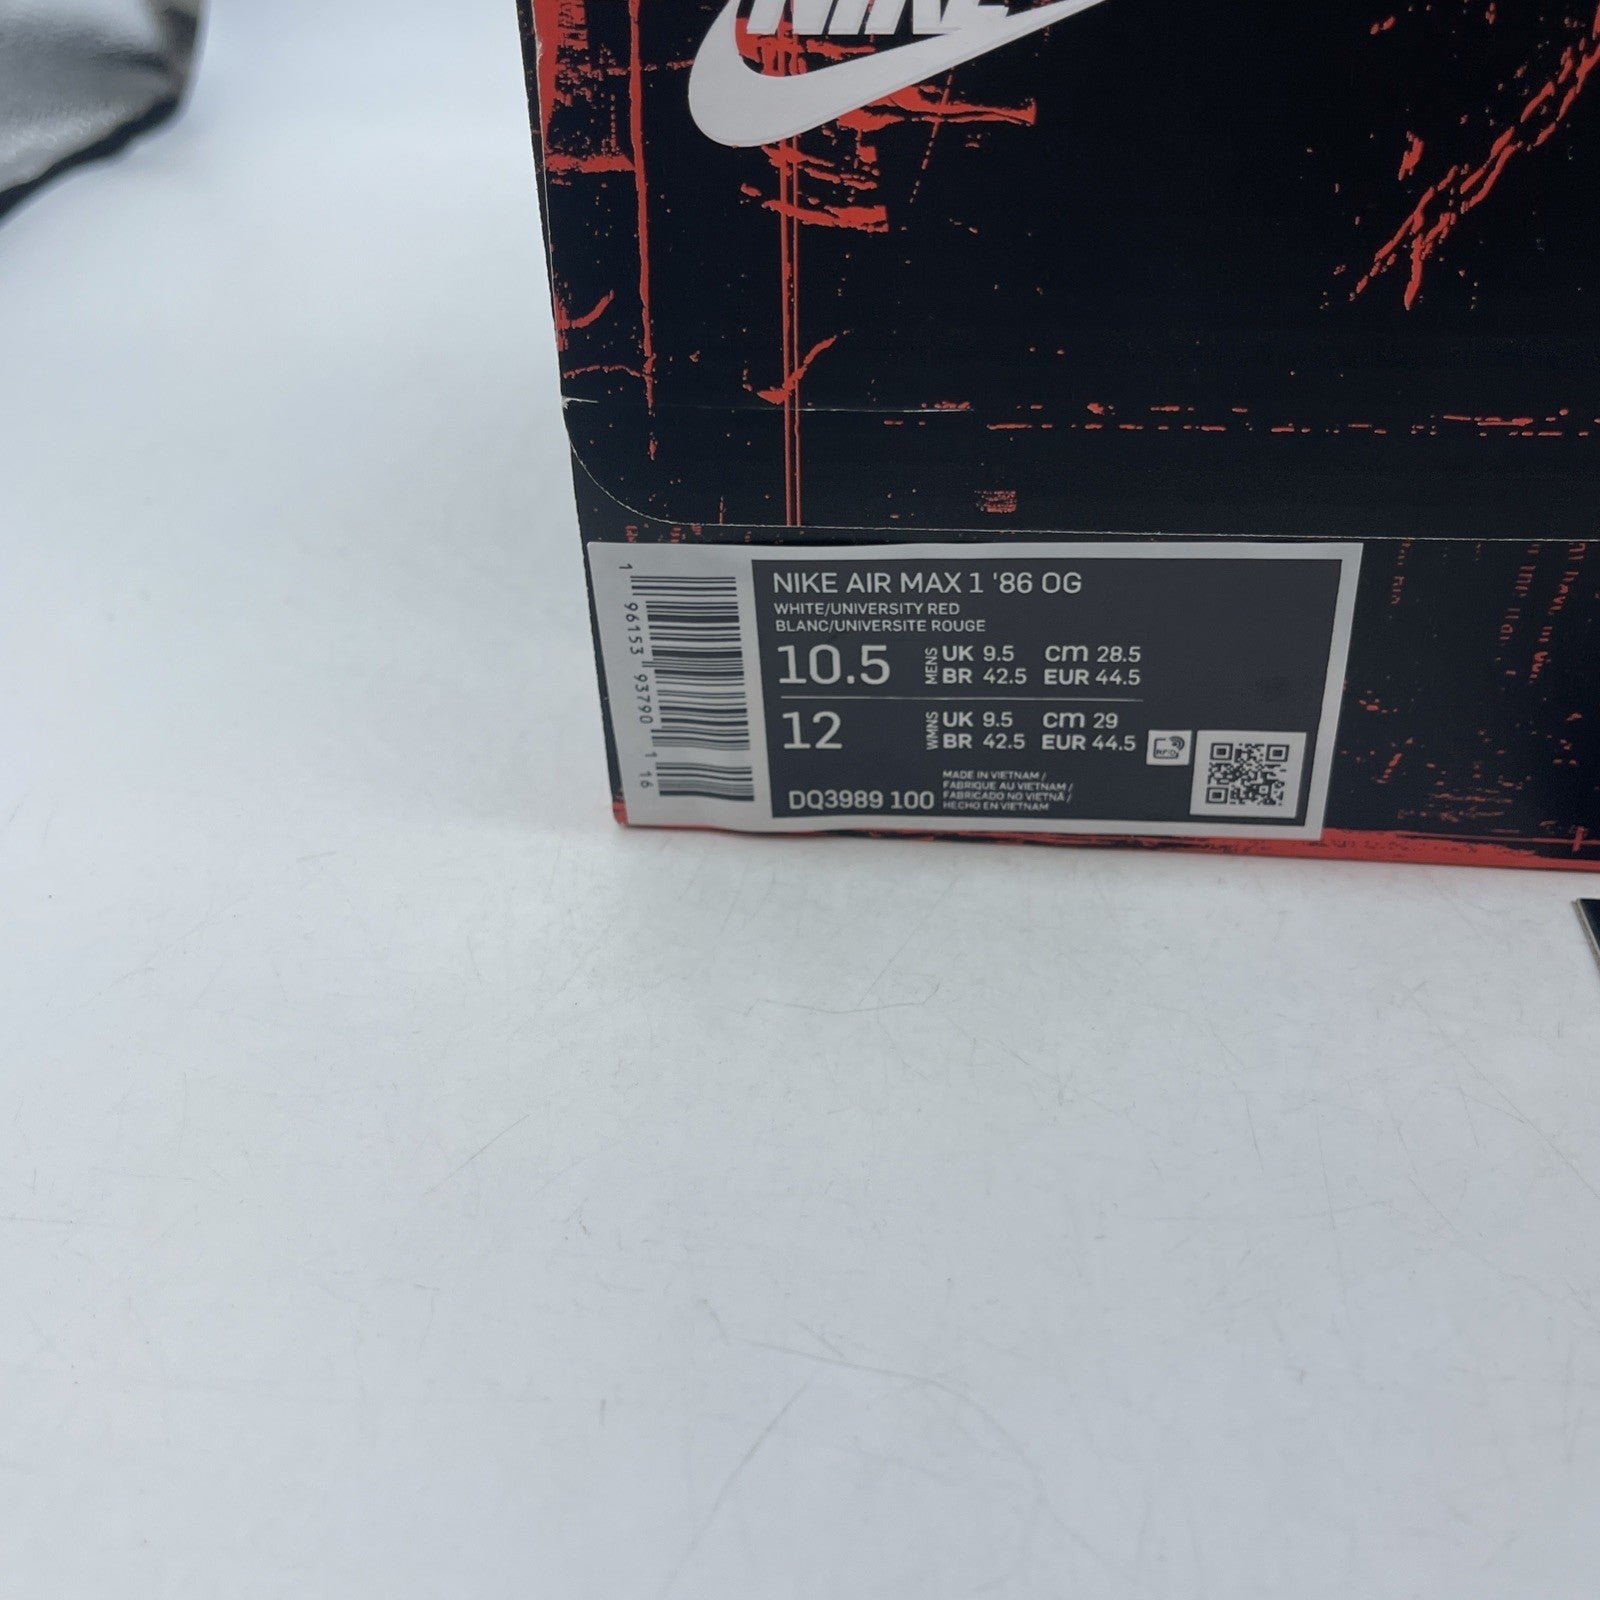 NIKE
NIKE AIR MAX 1 '86 OG
WHITE/UNIVERSITY RED
BLANC/UNIVERSITE ROUGE
10.5 MENS UK 9.5 cm 28.5
BR 42.5 EUR 44.5
12 WMNS UK 9.5 cm 29
BR 42.5 EUR 44.5
MADE IN VIETNAM /
FABRIQUE AU VIETNAM /
FABRICADO NO VIETNÃ /
HECHO EN VIETNAM
DQ3989 100
RFID
1 96153 93790 1 16